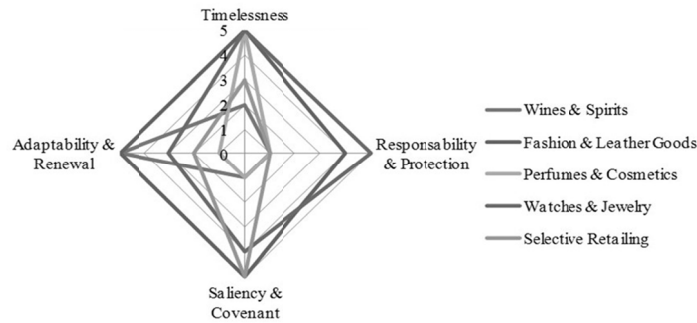 Timelessness
5
4
3
2
1
0
Adaptability &
Renewal
Responsability
& Protection
Saliency &
Covenant
Wines & Spirits
Fashion & Leather Goods
Perfumes & Cosmetics
Watches & Jewelry
Selective Retailing